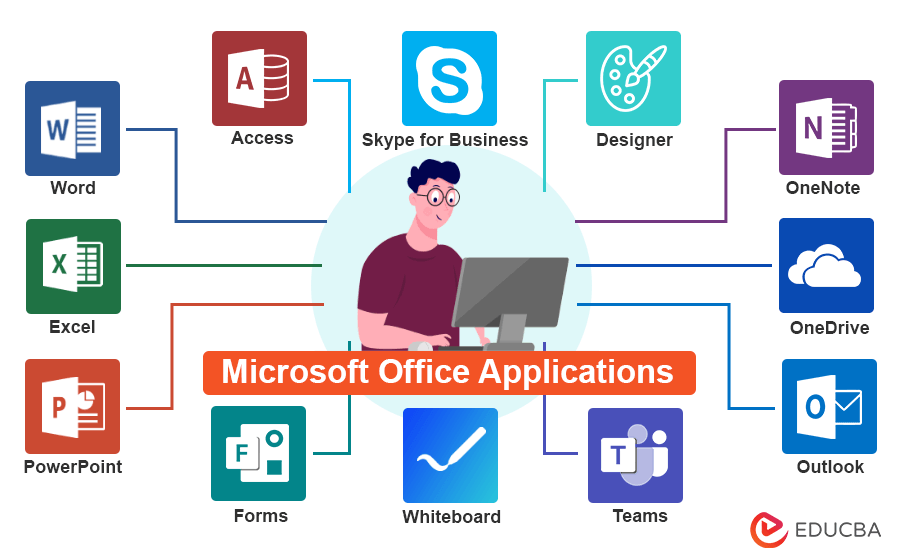 Access
Skype for Business
Designer
Word
OneNote
Excel
OneDrive
PowerPoint
Outlook
Microsoft Office Applications
Forms
Whiteboard
Teams
A
S
W
N
X
P
O
F
T
EDUCBA